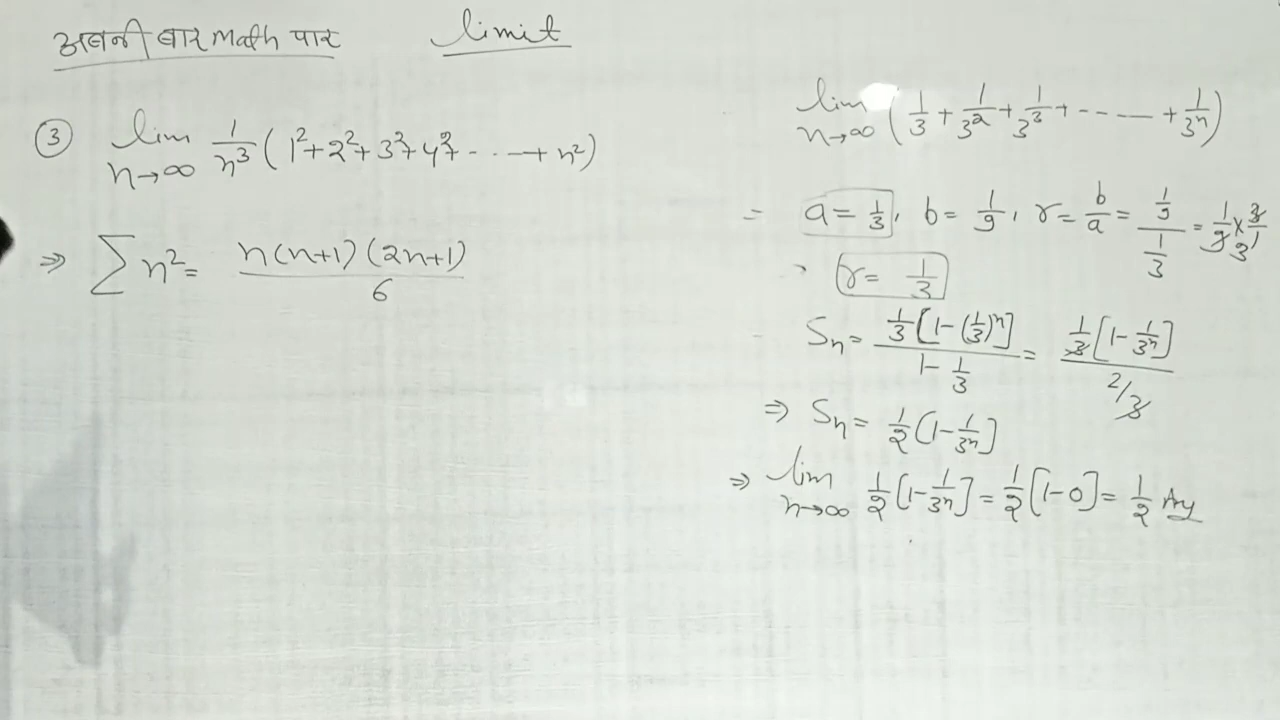 अबनी बार math पार
limit
③ lim n→∞ 1/n³ (1²+2²+3²+4²+ - - - — + n²)
⇒ ∑ n² = n(n+1)(2n+1)/6
lim n→∞ (1/3 + 1/3² + 1/3³ + - - - — + 1/3ⁿ)
= a = 1/3, b = 1/9, r = b/a = (1/9)/(1/3) = 1/9 × 3/1
r = 1/3
Sₙ = 1/3 [1-(1/3)ⁿ] / (1 - 1/3) = 1/3 [1 - 1/3ⁿ] / (2/3)
⇒ Sₙ = 1/2 (1 - 1/3ⁿ]
⇒ lim n→∞ 1/2 [1 - 1/3ⁿ] = 1/2 [1-0] = 1/2 Ans